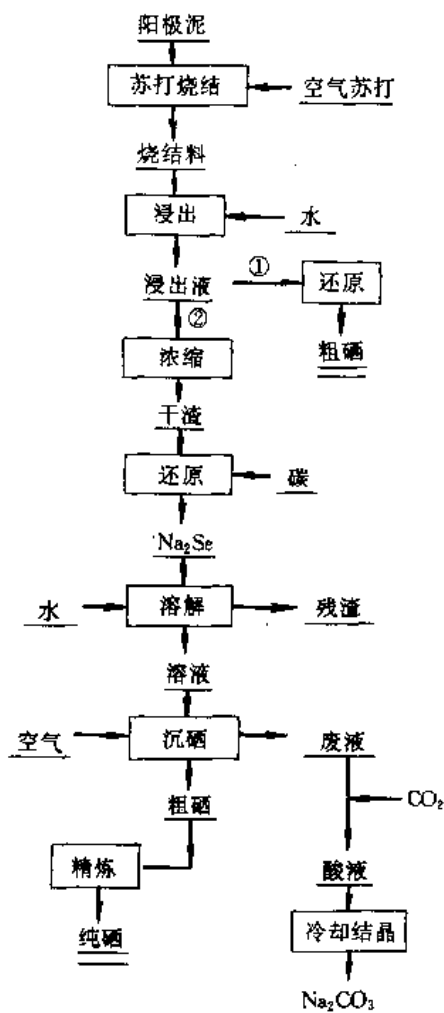 阳极泥
苏打烧结
空气苏打
烧结料
浸出
水
浸出液
①
还原
粗硒
②
浓缩
干渣
还原
碳
Na₂Se
水
溶解
残渣
溶液
空气
沉硒
废液
粗硒
CO₂
精炼
酸液
纯硒
冷却结晶
Na₂CO₃